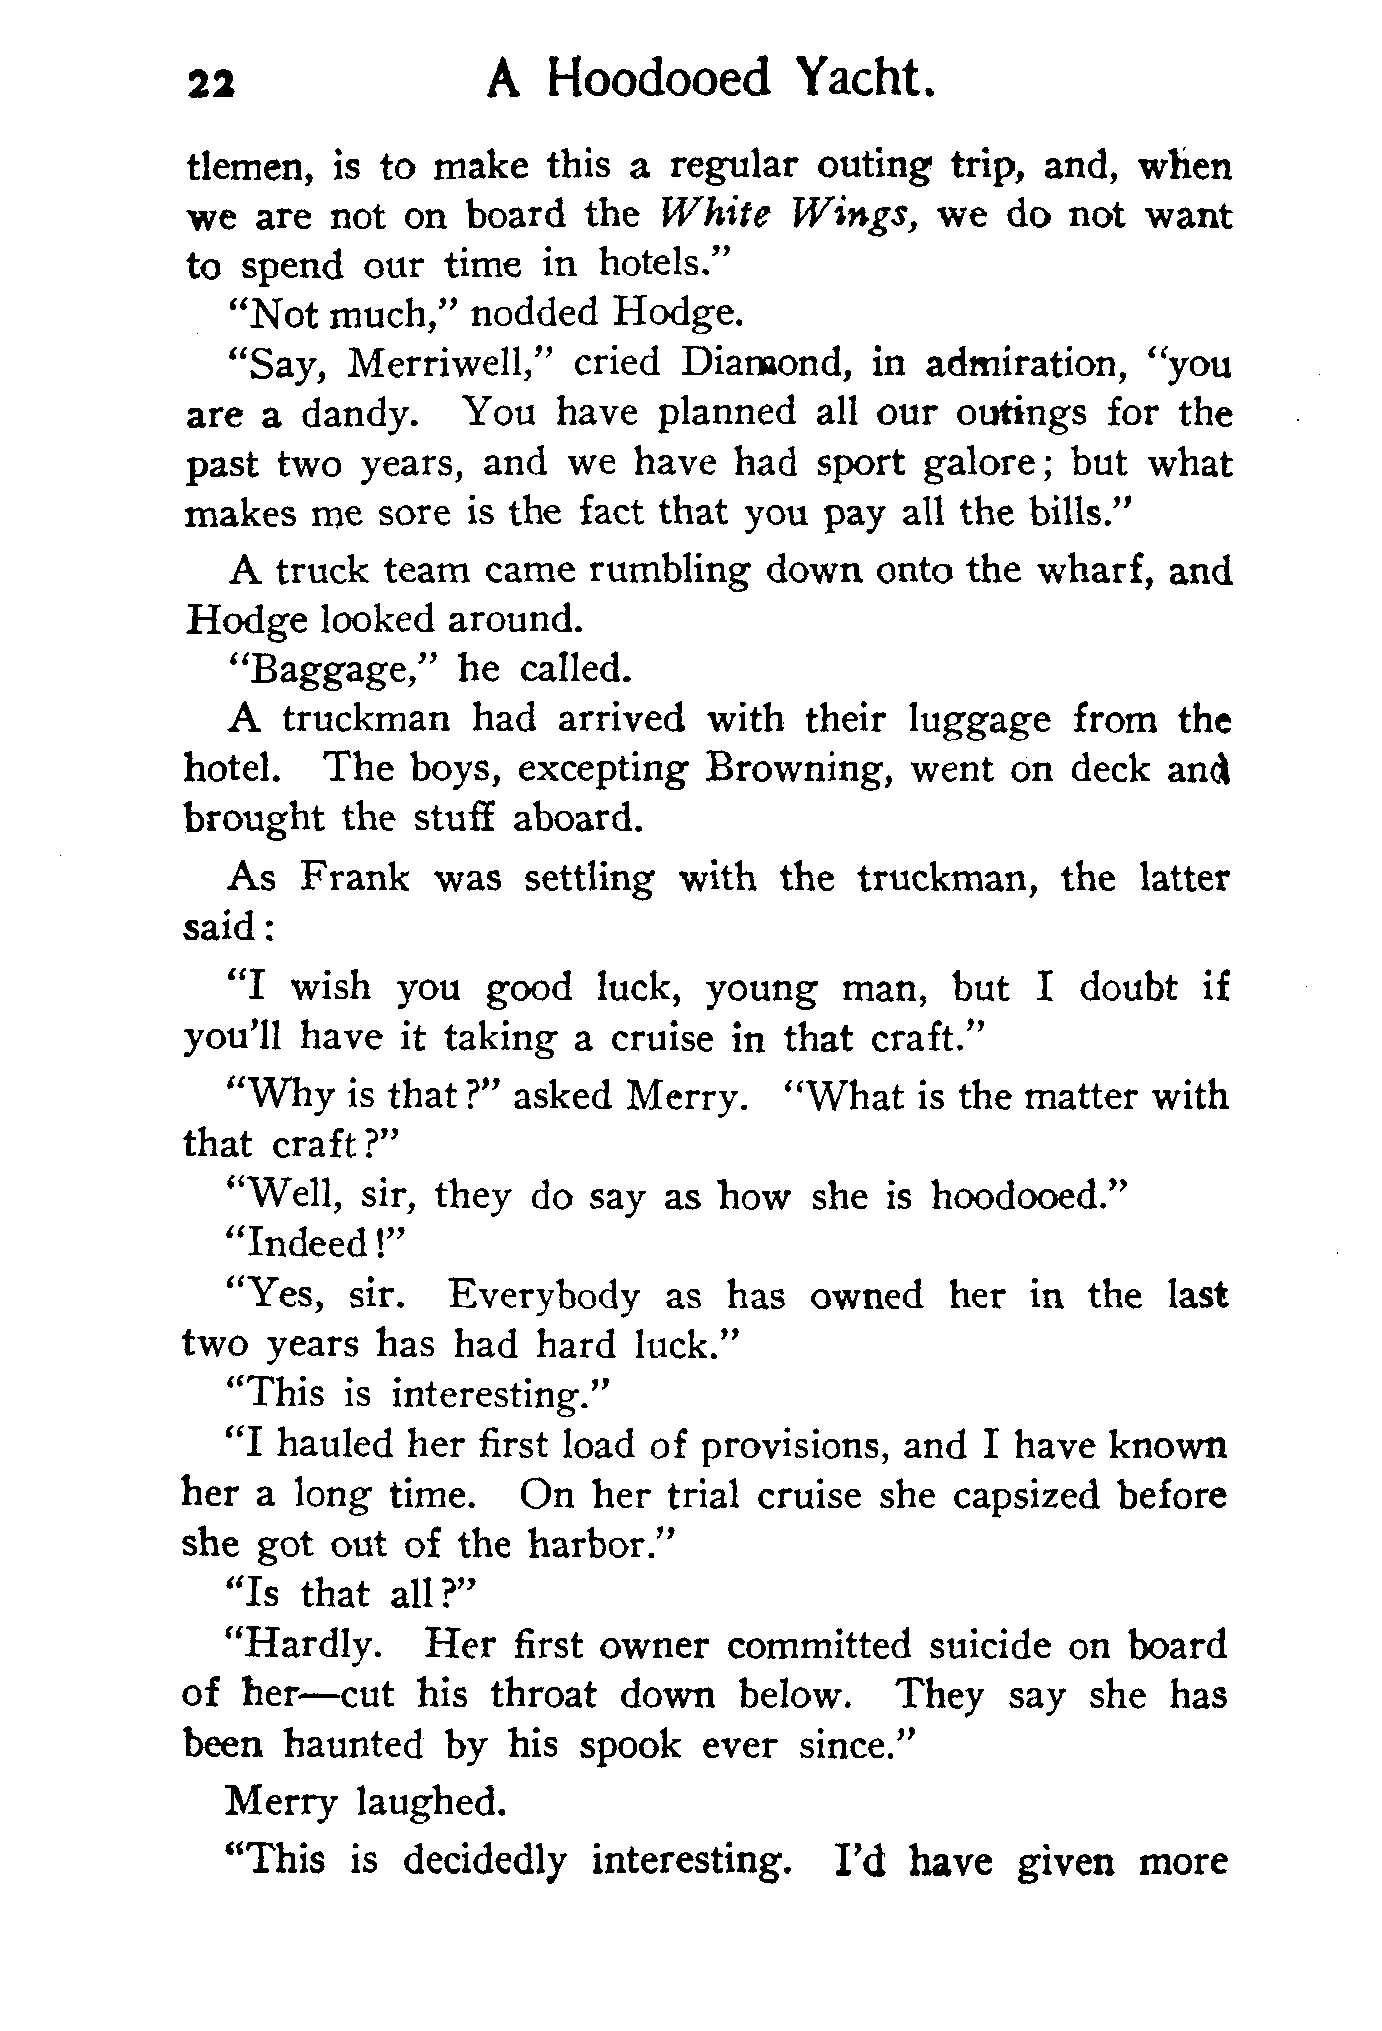 22 A Hoodooed Yacht.
tlemen, is to make this a regular outing trip, and, when
we are not on board the White Wings, we do not want
to spend our time in hotels."
"Not much," nodded Hodge.
"Say, Merriwell," cried Diamond, in admiration, "you
are a dandy. You have planned all our outings for the
past two years, and we have had sport galore; but what
makes me sore is the fact that you pay all the bills."
A truck team came rumbling down onto the wharf, and
Hodge looked around.
"Baggage," he called.
A truckman had arrived with their luggage from the
hotel. The boys, excepting Browning, went on deck and
brought the stuff aboard.
As Frank was settling with the truckman, the latter
said:
"I wish you good luck, young man, but I doubt if
you'll have it taking a cruise in that craft."
"Why is that?" asked Merry. "What is the matter with
that craft?"
"Well, sir, they do say as how she is hoodooed."
"Indeed!"
"Yes, sir. Everybody as has owned her in the last
two years has had hard luck."
"This is interesting."
"I hauled her first load of provisions, and I have known
her a long time. On her trial cruise she capsized before
she got out of the harbor."
"Is that all?"
"Hardly. Her first owner committed suicide on board
of her—cut his throat down below. They say she has
been haunted by his spook ever since."
Merry laughed.
"This is decidedly interesting. I'd have given more